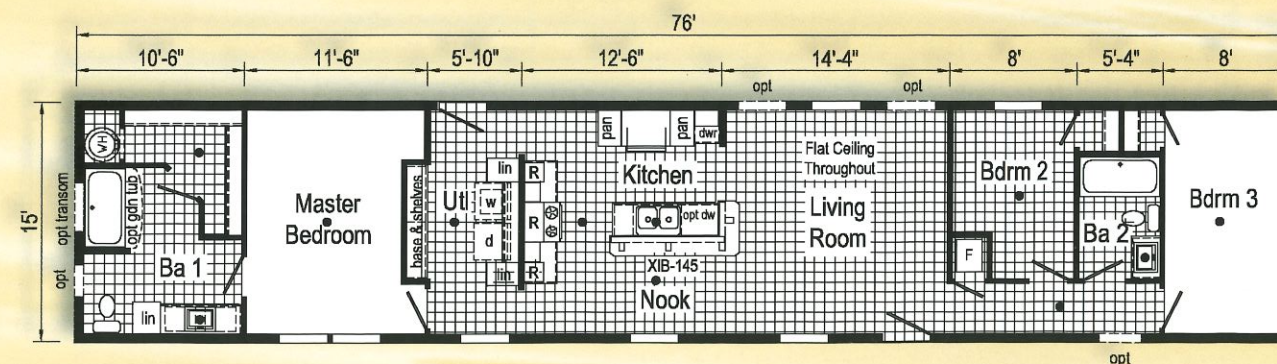 76'
10'-6" 11'-6" 5'-10" 12'-6" 14'-4" 8' 5'-4" 8'
opt opt
15'
WH
opt transom
opt gdn tub
opt
Ba 1
lin
Master
Bedroom
base & shelves
Utl
lin
w
d
lin
R
R
R
pan
pan
dwr
Kitchen
opt dw
XIB-145
Nook
Flat Ceiling
Throughout
Living
Room
Bdrm 2
F
Ba 2
Bdrm 3
opt